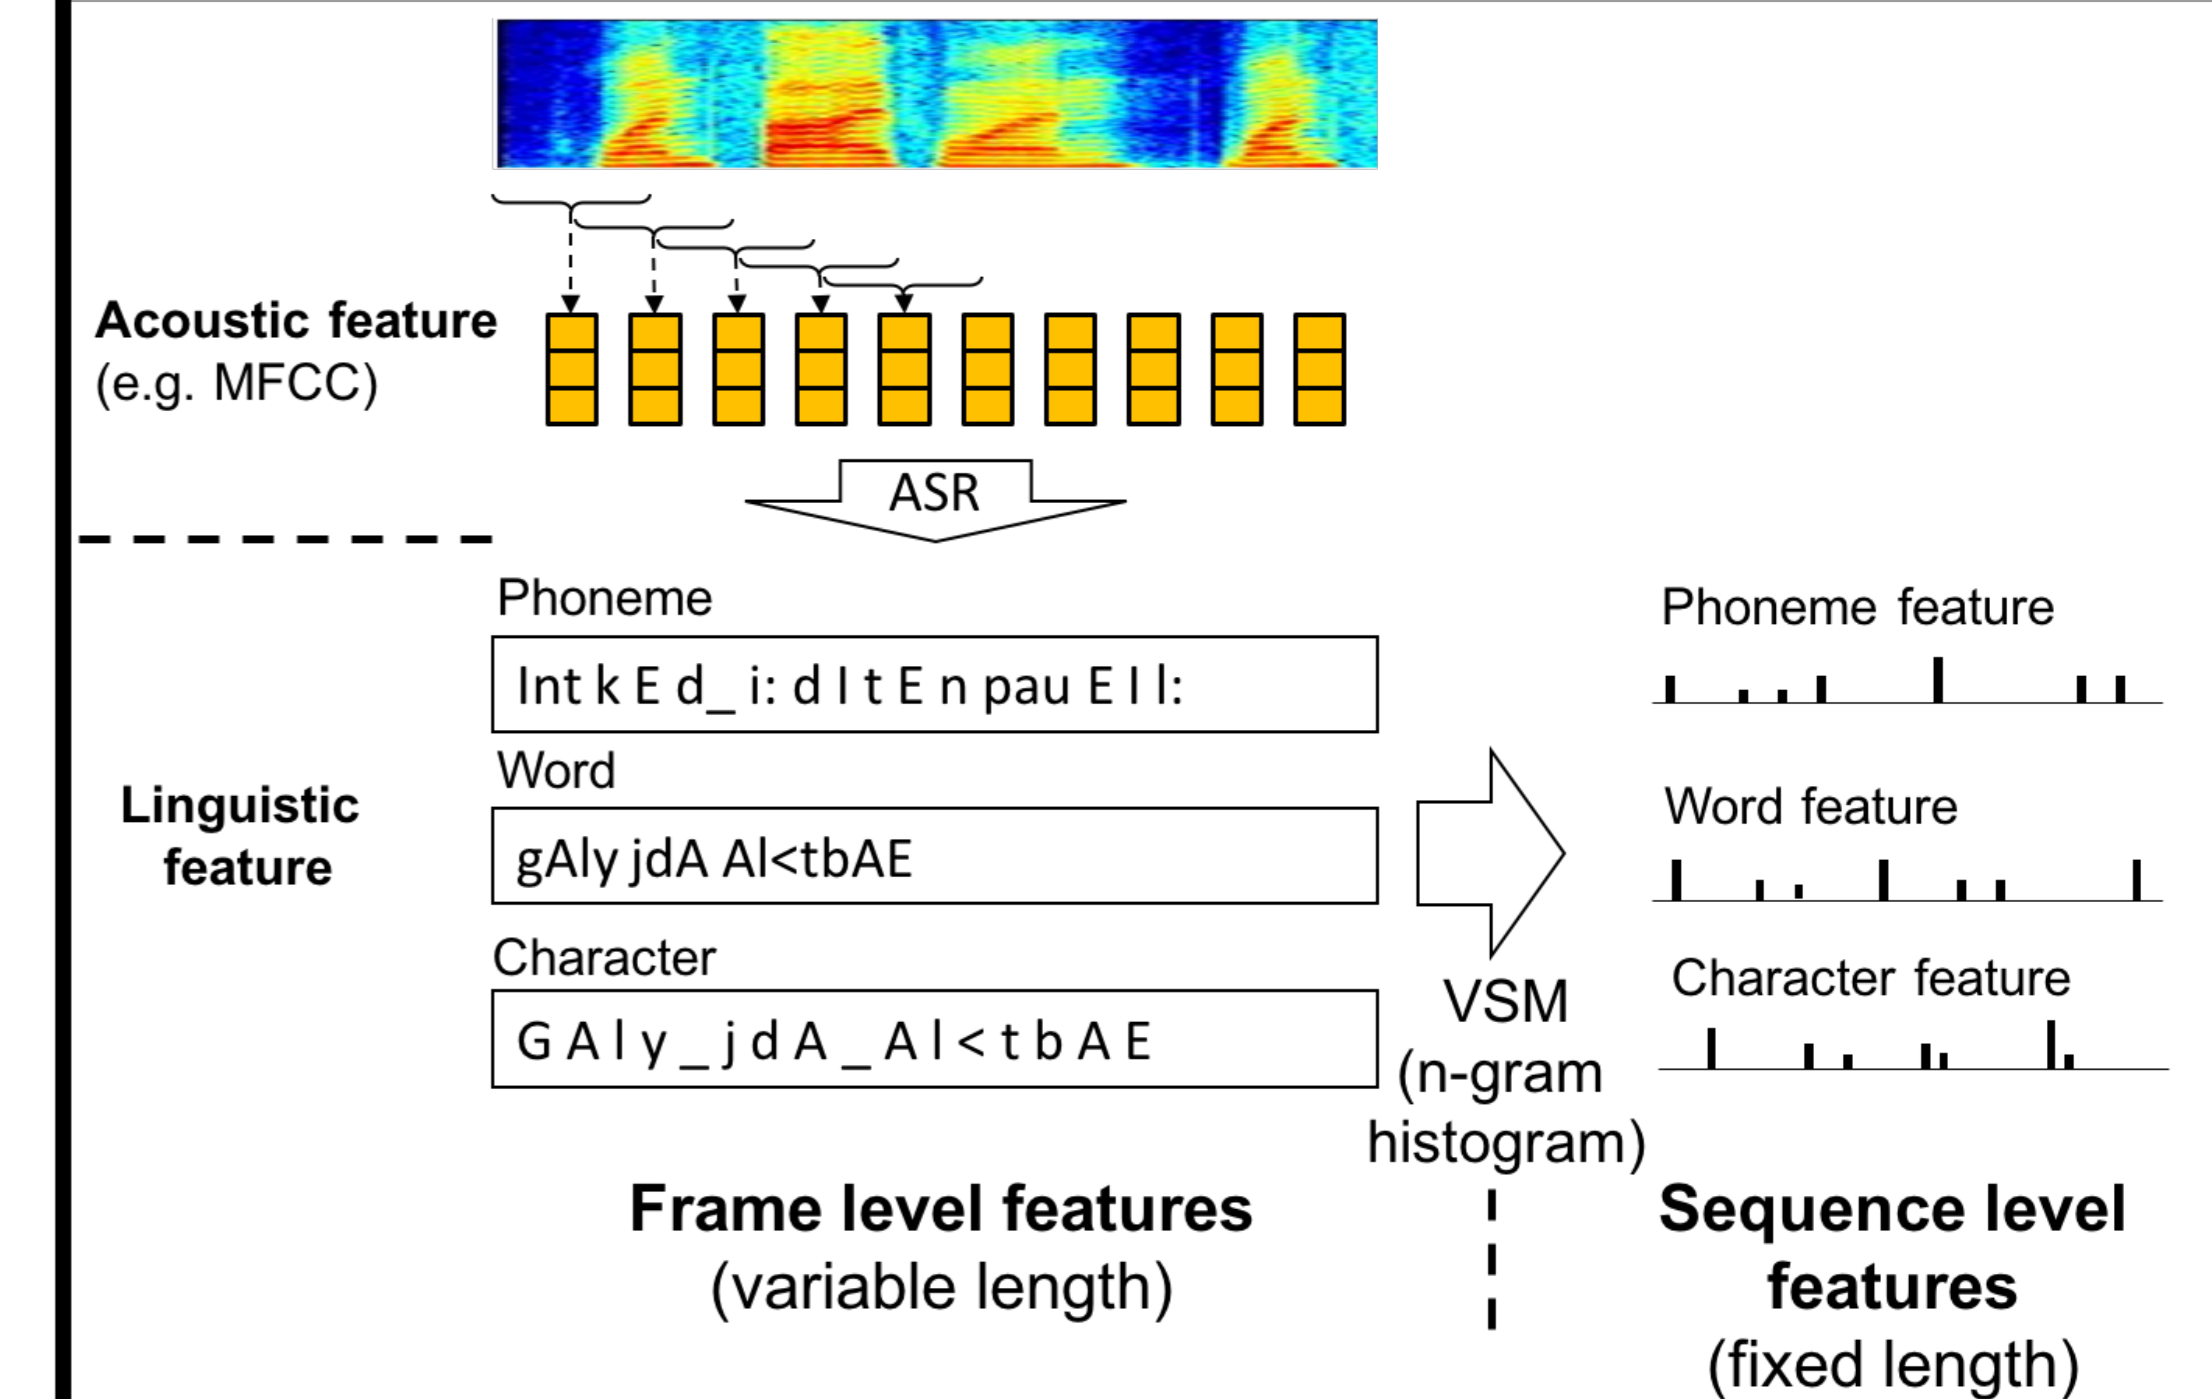 Acoustic feature
(e.g. MFCC)
ASR
Phoneme
Int k E d_ i: d I t E n pau E I l:
Word
gAly jdA Al<tbAE
Character
G A l y _ j d A _ A l < t b A E
Linguistic
feature
VSM
(n-gram
histogram)
Phoneme feature
Word feature
Character feature
Frame level features
(variable length)
Sequence level
features
(fixed length)